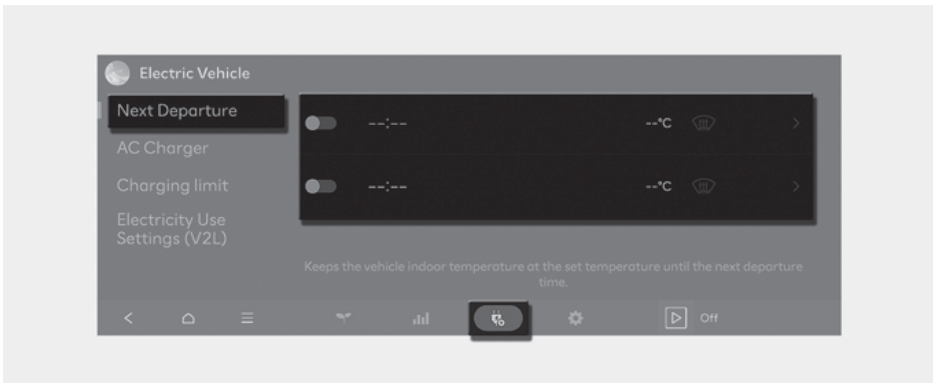 Electric Vehicle
Next Departure
--:--
--°C
AC Charger
Charging limit
--:--
--°C
Electricity Use
Settings (V2L)
Keeps the vehicle indoor temperature at the set temperature until the next departure
time.
Off